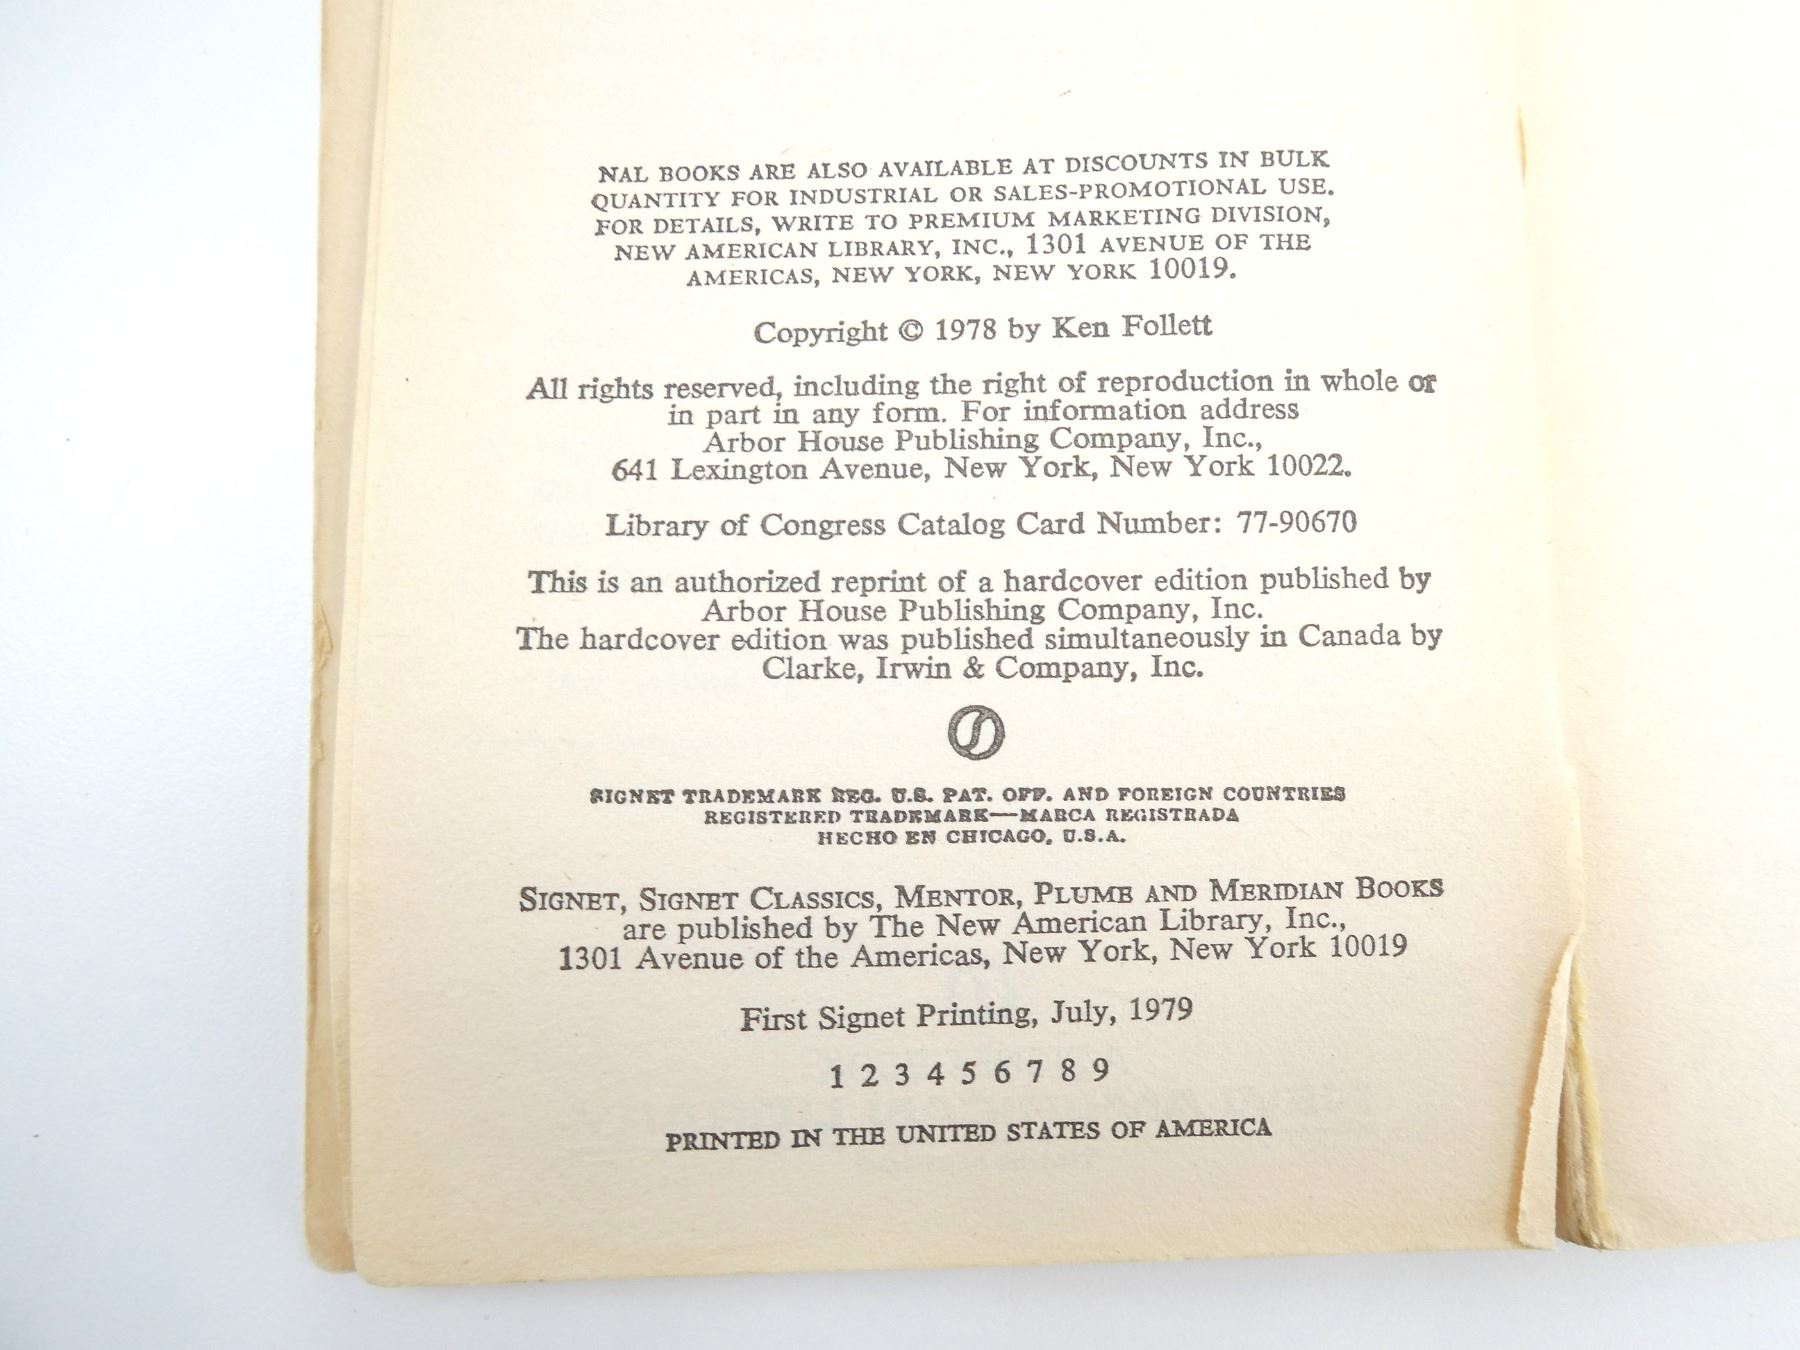 NAL BOOKS ARE ALSO AVAILABLE AT DISCOUNTS IN BULK
QUANTITY FOR INDUSTRIAL OR SALES-PROMOTIONAL USE.
FOR DETAILS, WRITE TO PREMIUM MARKETING DIVISION,
NEW AMERICAN LIBRARY, INC., 1301 AVENUE OF THE
AMERICAS, NEW YORK, NEW YORK 10019.
Copyright © 1978 by Ken Follett
All rights reserved, including the right of reproduction in whole or
in part in any form. For information address
Arbor House Publishing Company, Inc.,
641 Lexington Avenue, New York, New York 10022.
Library of Congress Catalog Card Number: 77-90670
This is an authorized reprint of a hardcover edition published by
Arbor House Publishing Company, Inc.
The hardcover edition was published simultaneously in Canada by
Clarke, Irwin & Company, Inc.
SIGNET TRADEMARK REG. U.S. PAT. OFF. AND FOREIGN COUNTRIES
REGISTERED TRADEMARK—MARCA REGISTRADA
HECHO EN CHICAGO, U.S.A.
SIGNET, SIGNET CLASSICS, MENTOR, PLUME AND MERIDIAN BOOKS
are published by The New American Library, Inc.,
1301 Avenue of the Americas, New York, New York 10019
First Signet Printing, July, 1979
1 2 3 4 5 6 7 8 9
PRINTED IN THE UNITED STATES OF AMERICA